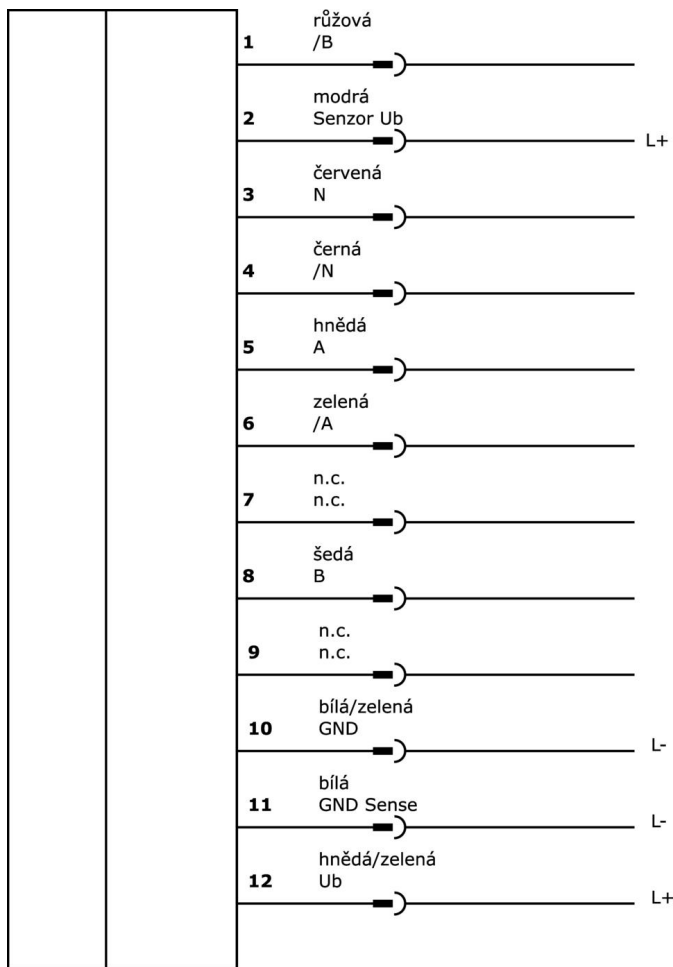 růžová
1 /B
modrá
2 Senzor Ub
L+
červená
3 N
černá
4 /N
hnědá
5 A
zelená
6 /A
n.c.
7 n.c.
šedá
8 B
n.c.
9 n.c.
bílá/zelená
10 GND
L-
bílá
11 GND Sense
L-
hnědá/zelená
12 Ub
L+